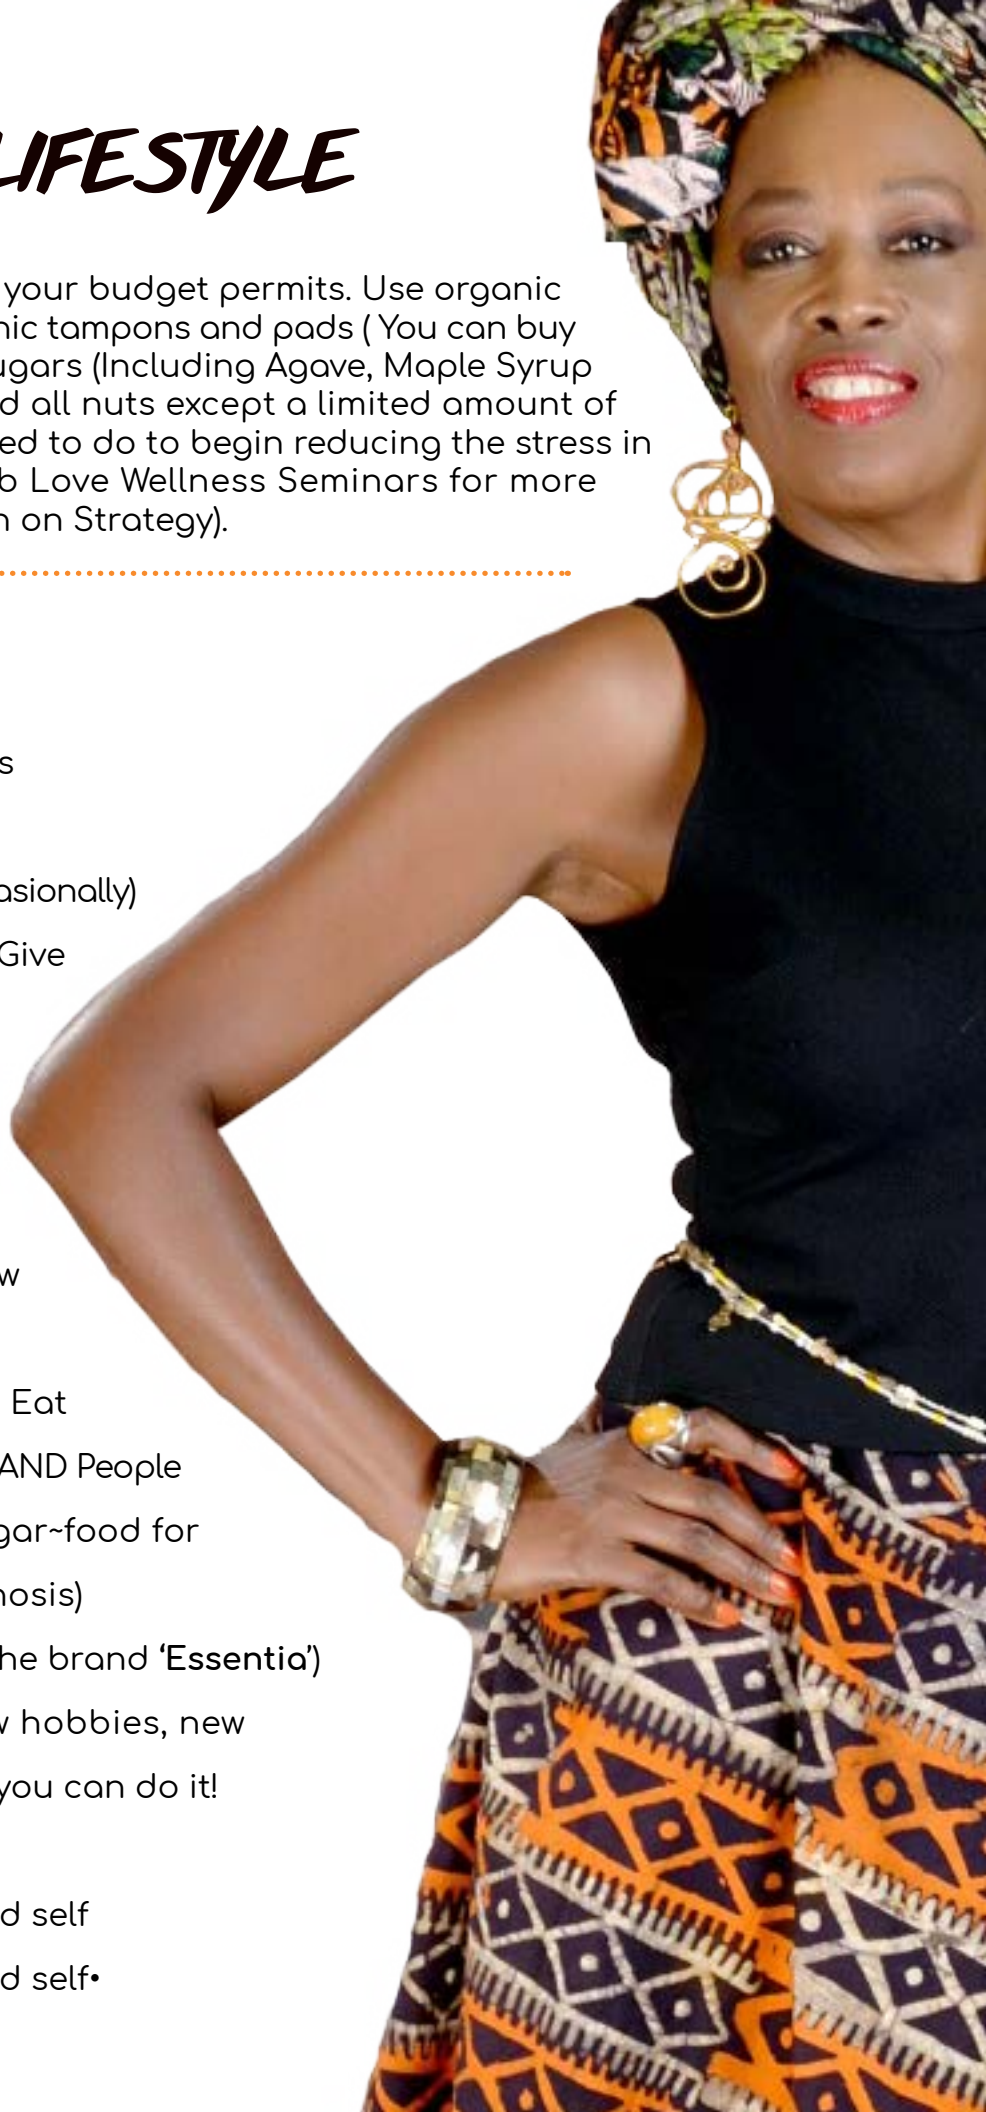 LIFESTYLE
your budget permits. Use organic
nic tampons and pads ( You can buy
ugars (Including Agave, Maple Syrup
d all nuts except a limited amount of
ed to do to begin reducing the stress in
b Love Wellness Seminars for more
n on Strategy).
s
asionally)
Give
w
Eat
AND People
gar~food for
nosis)
he brand ‘Essentia’)
w hobbies, new
you can do it!
d self
d self•